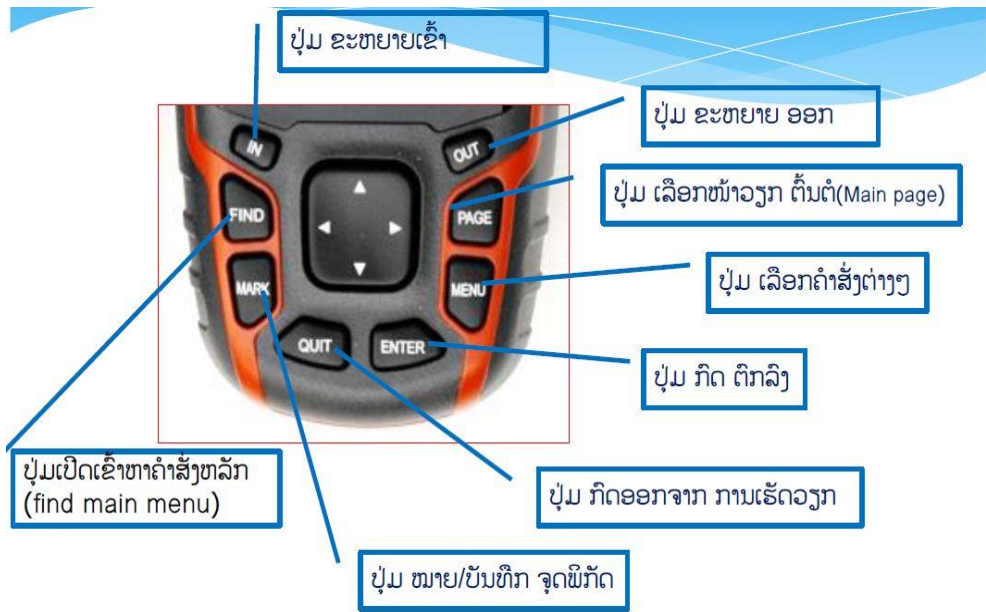 ປຸ່ມ ຂະຫຍາຍເຂົ້າ
ປຸ່ມ ຂະຫຍາຍ ອອກ
IN
OUT
ປຸ່ມ ເລືອກໜ້າວຽກ ຕົ້ນຕໍ(Main page)
FIND
PAGE
ປຸ່ມ ເລືອກຄຳສັ່ງຕ່າງໆ
MARK
MENU
QUIT
ENTER
ປຸ່ມ ກົດ ຕົກລົງ
ປຸ່ມເປີດເຂົ້າຫາຄຳສັ່ງຫລັກ
(find main menu)
ປຸ່ມ ກົດອອກຈາກ ການເຮັດວຽກ
ປຸ່ມ ໝາຍ/ບັນທຶກ ຈຸດພິກັດ